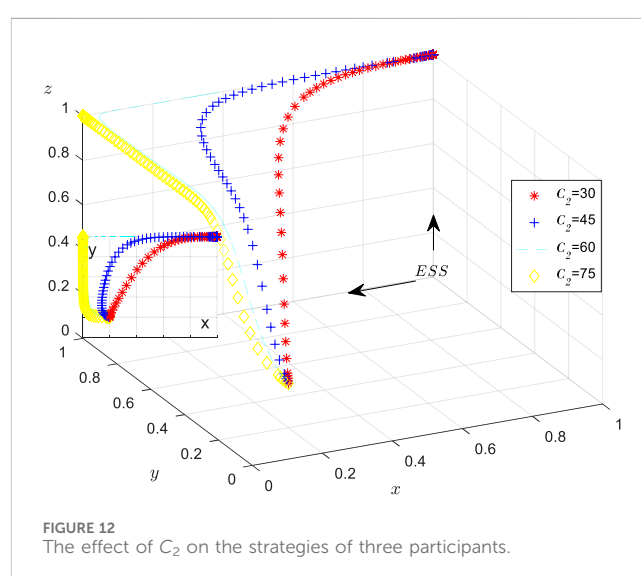 z
1
0.8
0.6
0.4
0.2
0
y
x
1
0.8
0.6
0.4
0.2
0
y
0
0.2
0.4
0.6
0.8
1
x
ESS
C2=30
C2=45
C2=60
C2=75
FIGURE 12
The effect of C2 on the strategies of three participants.